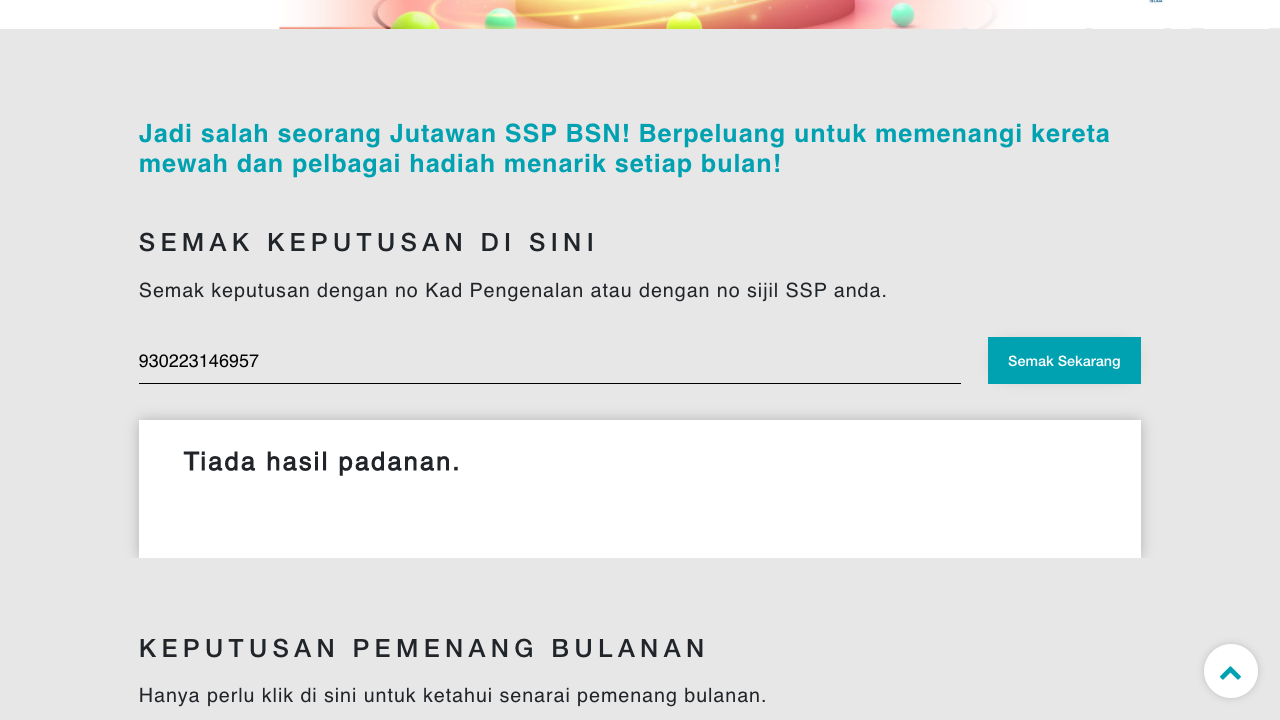 Jadi salah seorang Jutawan SSP BSN! Berpeluang untuk memenangi kereta
mewah dan pelbagai hadiah menarik setiap bulan!
SEMAK KEPUTUSAN DI SINI
Semak keputusan dengan no Kad Pengenalan atau dengan no sijil SSP anda.
930223146957
Semak Sekarang
Tiada hasil padanan.
KEPUTUSAN PEMENANG BULANAN
Hanya perlu klik di sini untuk ketahui senarai pemenang bulanan.